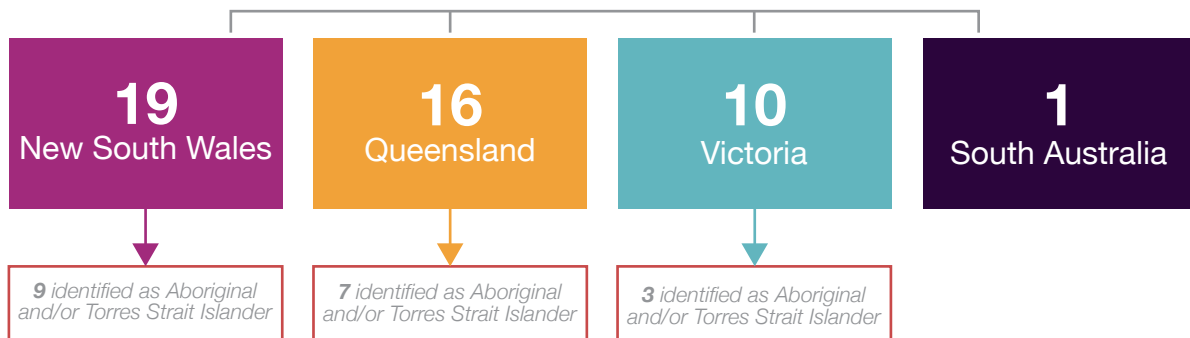 19
New South Wales
16
Queensland
10
Victoria
1
South Australia
9 identified as Aboriginal
and/or Torres Strait Islander
7 identified as Aboriginal
and/or Torres Strait Islander
3 identified as Aboriginal
and/or Torres Strait Islander